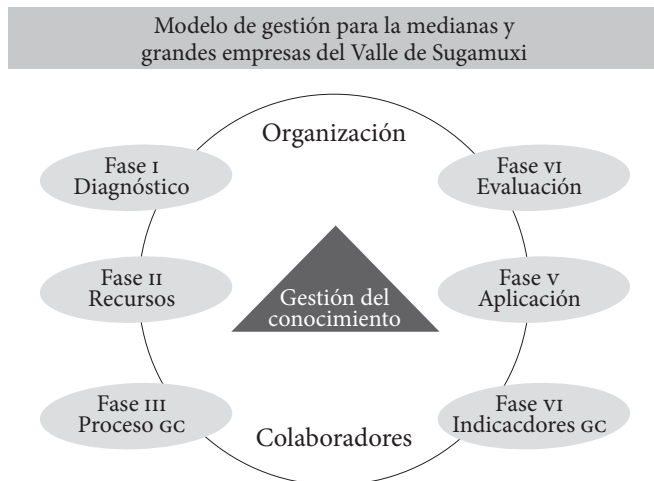 Modelo de gestión para la medianas y
grandes empresas del Valle de Sugamuxi
Organización
Fase I
Diagnóstico
Fase VI
Evaluación
Fase II
Recursos
Gestión del
conocimiento
Fase V
Aplicación
Fase III
Proceso GC
Colaboradores
Fase VI
Indicacdores GC